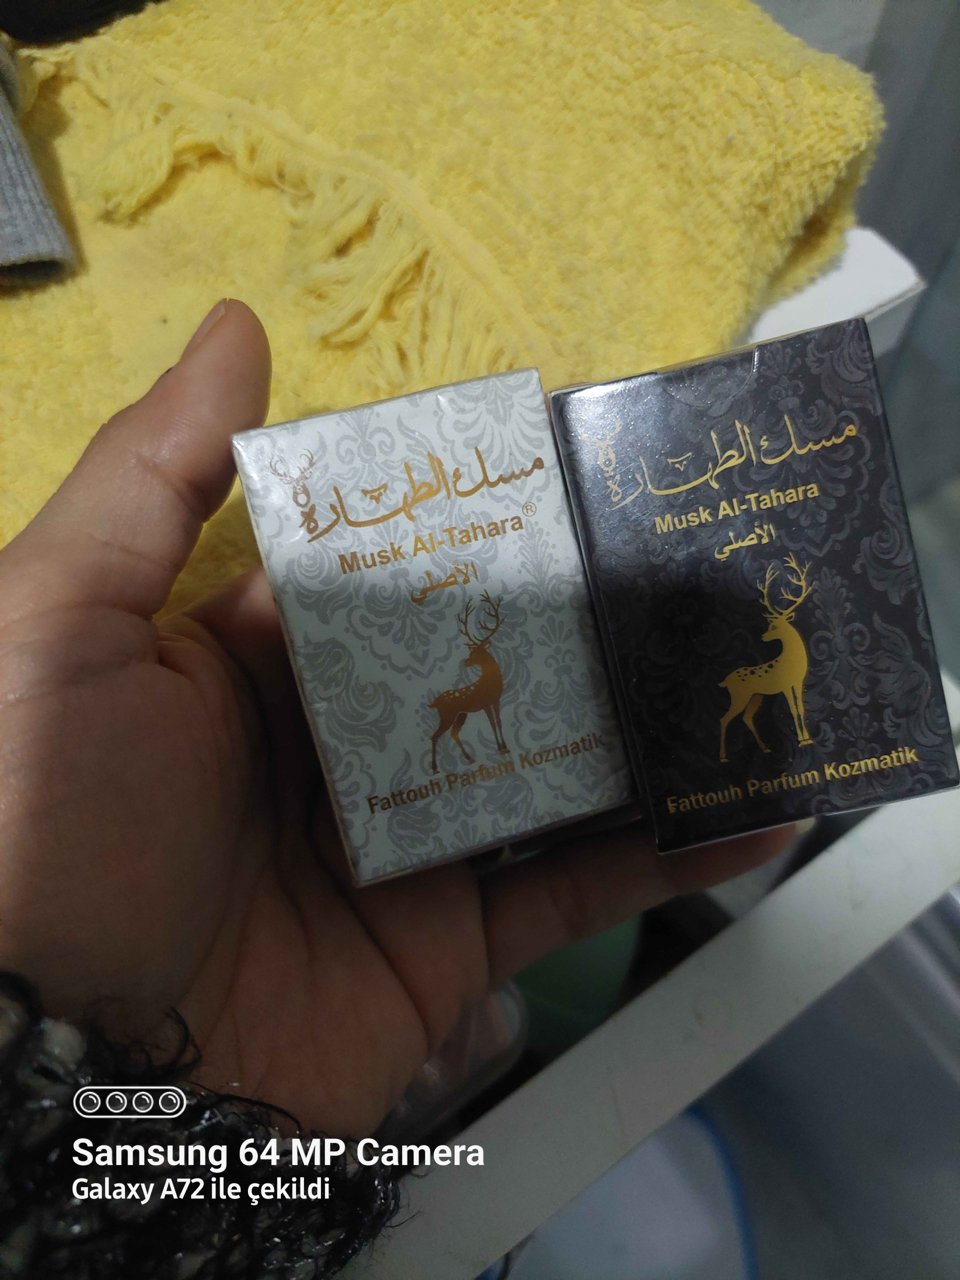 مسك الطهارة
Musk Al-Tahara®
الأصلي
Fattouh Parfum Kozmatik
مسك الطهارة
Musk Al-Tahara
الأصلي
Fattouh Parfum Kozmatik
Samsung 64 MP Camera
Galaxy A72 ile çekildi